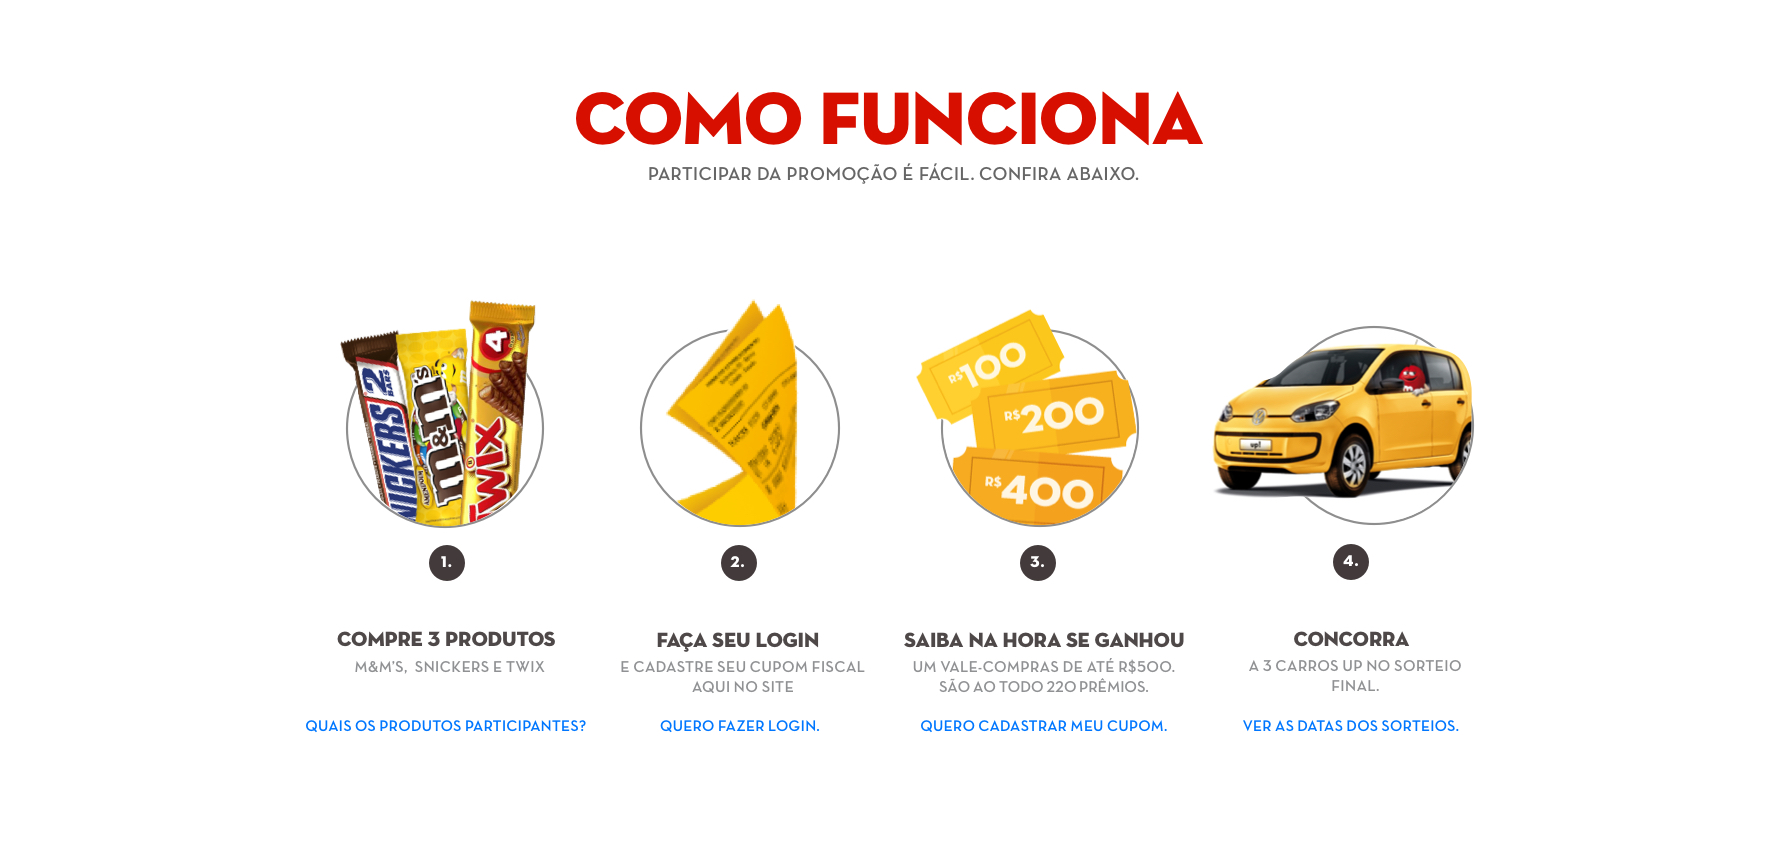 COMO FUNCIONA
PARTICIPAR DA PROMOÇÃO É FÁCIL. CONFIRA ABAIXO.
2 BARS
SNICKERS
m&m's
AMENDOIM
4
TWIX
R$100
R$200
R$400
up!
1.
2.
3.
4.
COMPRE 3 PRODUTOS
M&M'S, SNICKERS E TWIX
QUAIS OS PRODUTOS PARTICIPANTES?
FAÇA SEU LOGIN
E CADASTRE SEU CUPOM FISCAL
AQUI NO SITE
QUERO FAZER LOGIN.
SAIBA NA HORA SE GANHOU
UM VALE-COMPRAS DE ATÉ R$500.
SÃO AO TODO 220 PRÊMIOS.
QUERO CADASTRAR MEU CUPOM.
CONCORRA
A 3 CARROS UP NO SORTEIO
FINAL.
VER AS DATAS DOS SORTEIOS.